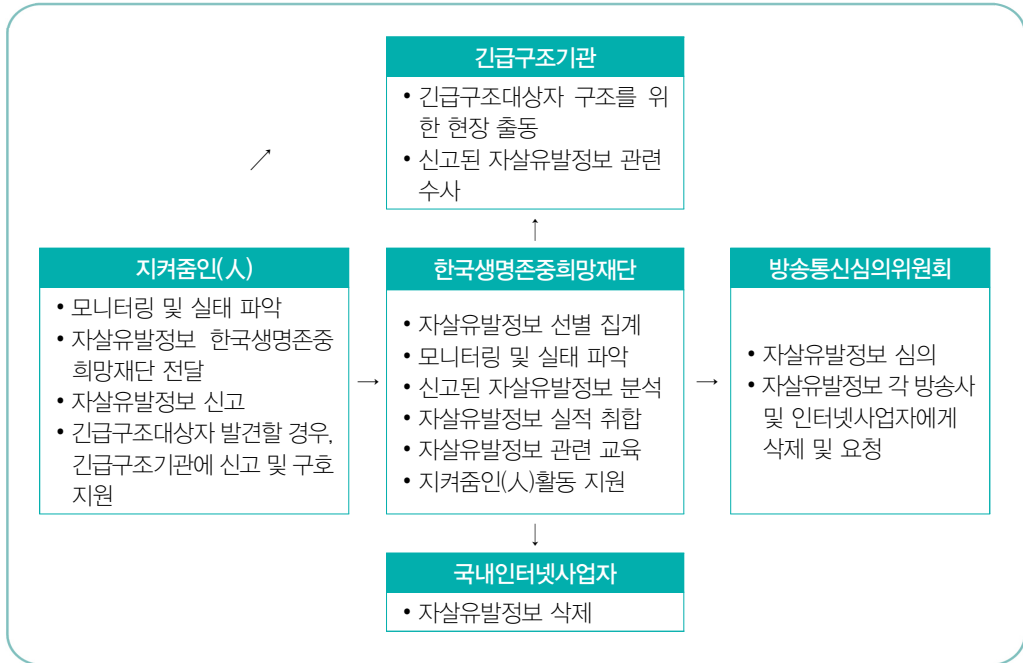 긴급구조기관
• 긴급구조대상자 구조를 위
한 현장 출동
• 신고된 자살유발정보 관련
수사
↗
↑
지켜줌인(人)
• 모니터링 및 실태 파악
• 자살유발정보 한국생명존중
희망재단 전달
• 자살유발정보 신고
• 긴급구조대상자 발견할 경우,
긴급구조기관에 신고 및 구호
지원
→
한국생명존중희망재단
• 자살유발정보 선별 집계
• 모니터링 및 실태 파악
• 신고된 자살유발정보 분석
• 자살유발정보 실적 취합
• 자살유발정보 관련 교육
• 지켜줌인(人)활동 지원
→
방송통신심의위원회
• 자살유발정보 심의
• 자살유발정보 각 방송사
및 인터넷사업자에게
삭제 및 요청
↓
국내인터넷사업자
• 자살유발정보 삭제